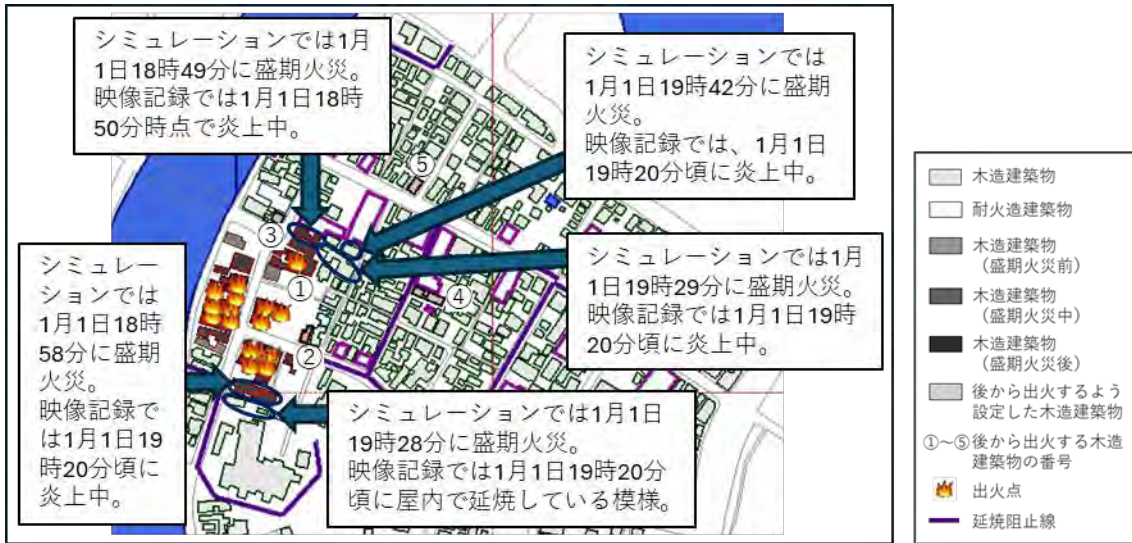 シミュレーションでは1月
1日18時49分に盛期火災。
映像記録では1月1日18時
50分時点で炎上中。
シミュレーションでは
1月1日19時42分に盛期
火災。
映像記録では、1月1日
19時20分頃に炎上中。
⑤
③
①
④
②
シミュレー
ションでは
1月1日18時
58分に盛期
火災。
映像記録で
は1月1日19
時20分頃に
炎上中。
シミュレーションでは1月
1日19時29分に盛期火災。
映像記録では1月1日19時
20分頃に炎上中。
シミュレーションでは1月1日
19時28分に盛期火災。
映像記録では1月1日19時20分
頃に屋内で延焼している模様。
木造建築物
耐火造建築物
木造建築物
（盛期火災前）
木造建築物
（盛期火災中）
木造建築物
（盛期火災後）
後から出火するよう
設定した木造建築物
①～⑤後から出火する木造
建築物の番号
出火点
延焼阻止線